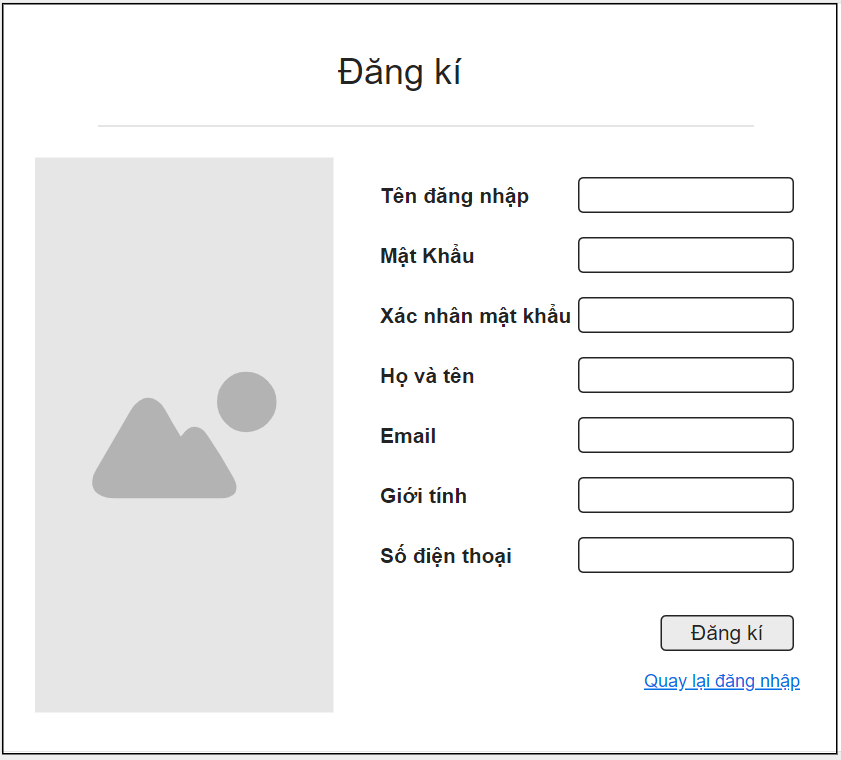 Đăng kí
Tên đăng nhập
Mật Khẩu
Xác nhân mật khẩu
Họ và tên
Email
Giới tính
Số điện thoại
Đăng kí
Quay lại đăng nhập